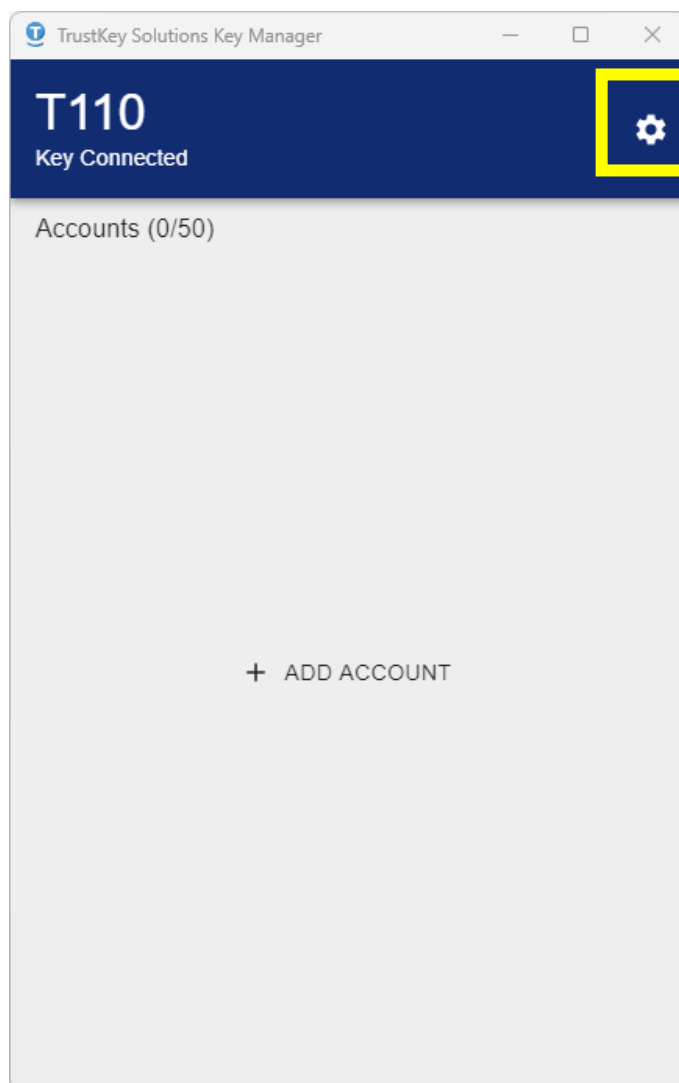 TrustKey Solutions Key Manager
T110
Key Connected
Accounts (0/50)
+ ADD ACCOUNT